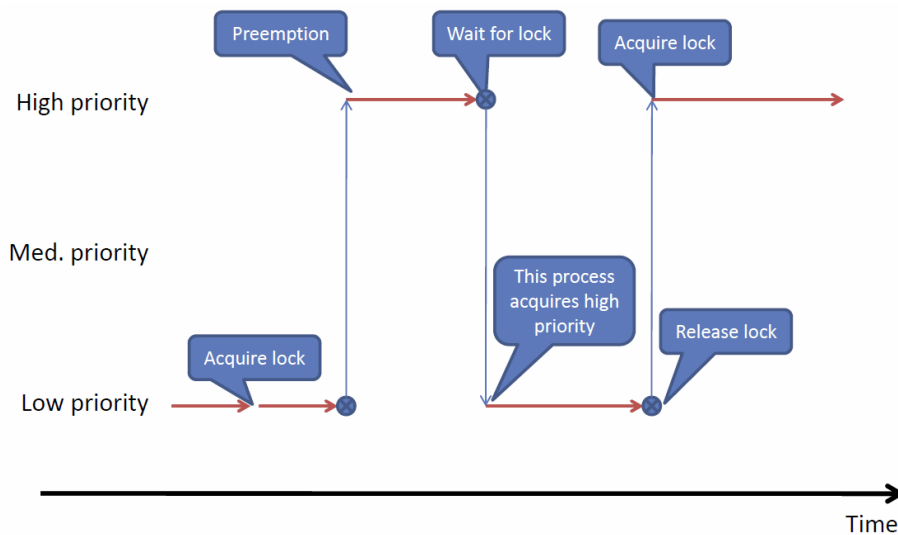 Preemption
Wait for lock
Acquire lock
High priority
Med. priority
This process
acquires high
priority
Release lock
Acquire lock
Low priority
Time